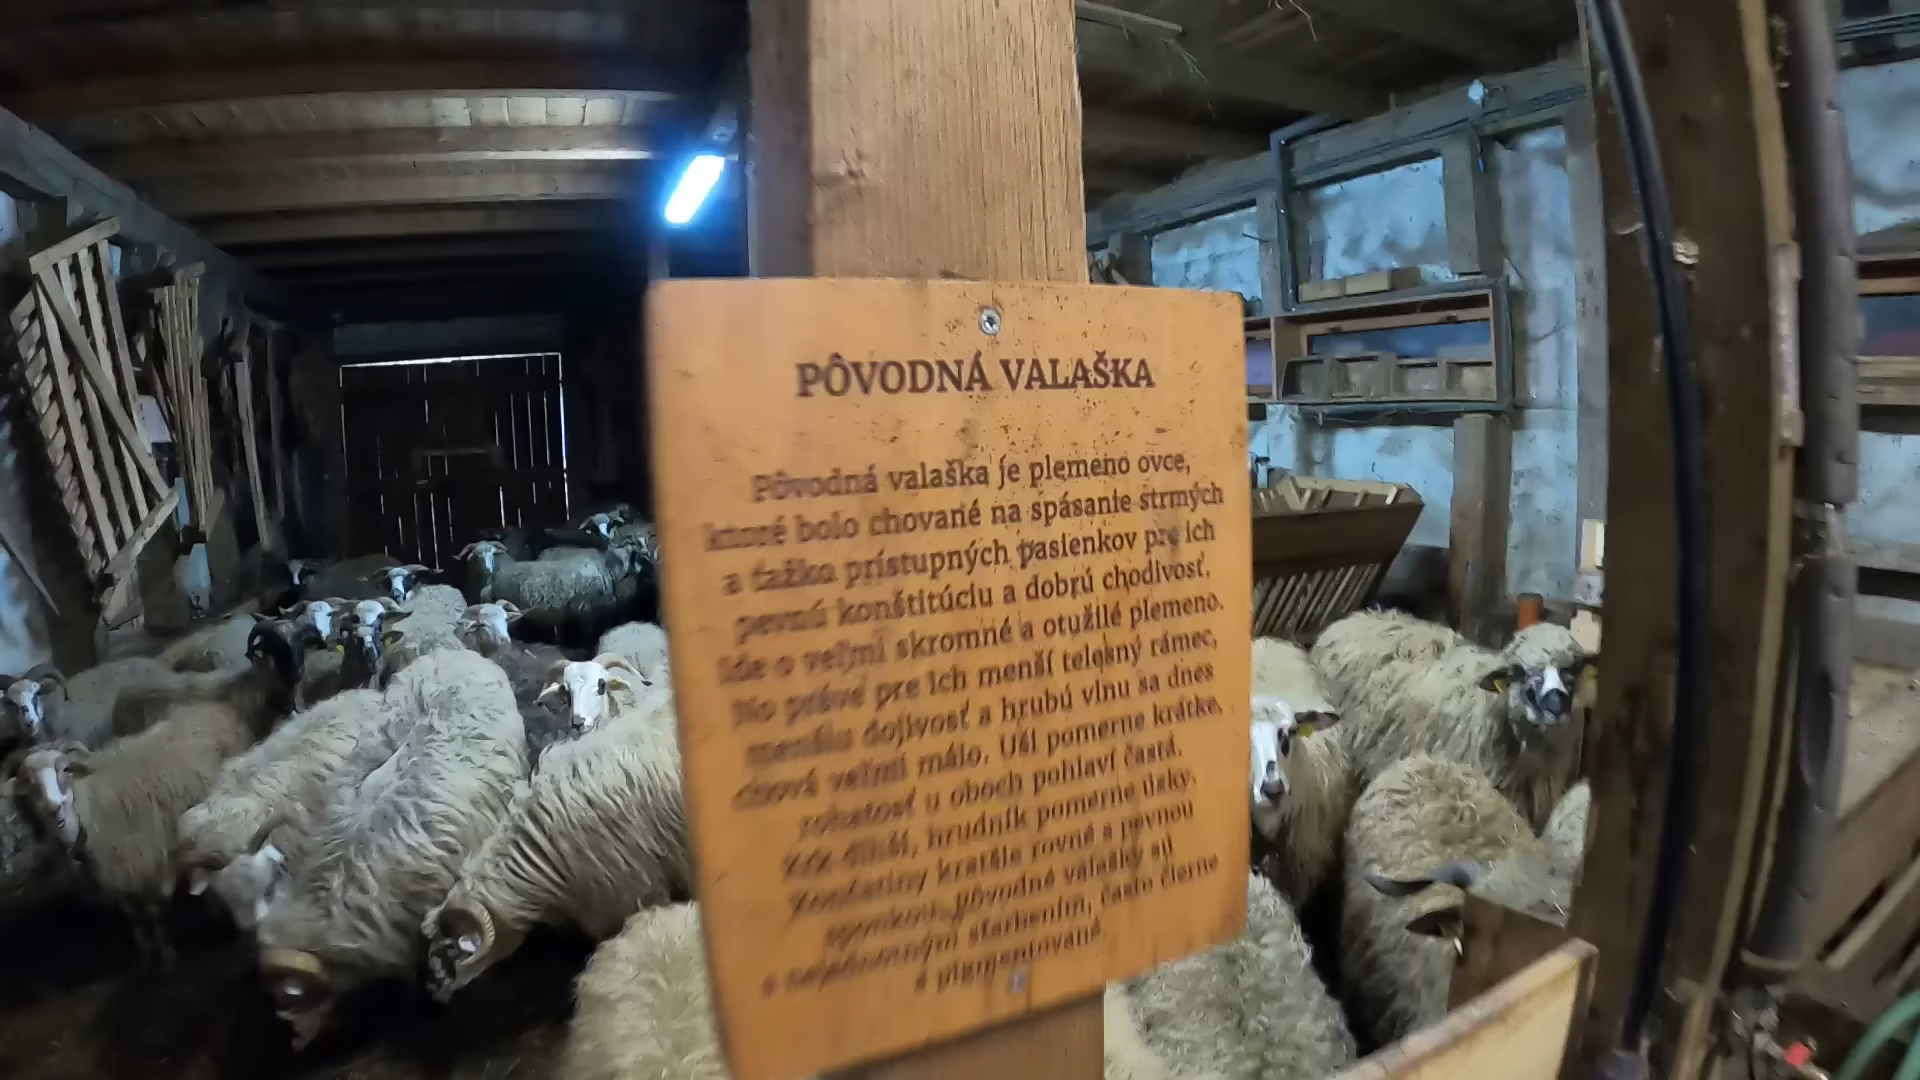 PÔVODNÁ VALAŠKA
Pôvodná valaška je plemeno ovce,
ktoré bolo chované na spásanie strmých
a ťažko prístupných pasienkov pre ich
pevnú konštitúciu a dobrú chodivosť.
Ide o veľmi skromné a otužilé plemeno.
No práve pre ich menší telesný rámec,
menšiu dojivosť a hrubú vlnu sa dnes
chová veľmi málo. Uši pomerne krátke,
rohatosť u oboch pohlaví častá.
Krk dlhší, hrudník pomerne úzky.
Končatiny kratšie rovné s pevnou
spenkou, pôvodné valašky sú
s nejednotným sfarbením, často čierne
a pigmentované.